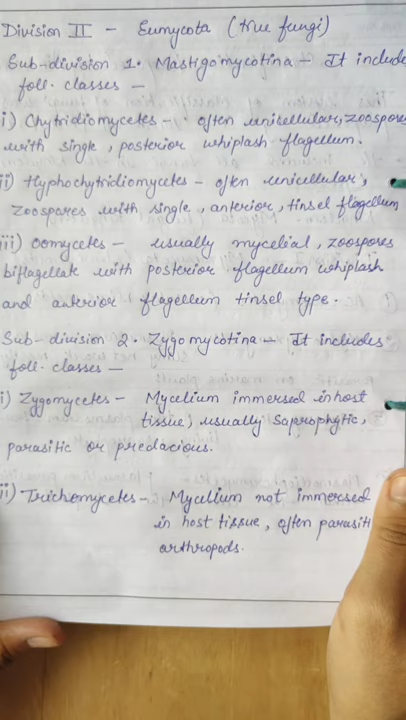 Division II - Eumycota (true fungi)
Sub-division 1. Mastigomycotina - It include
foll. classes -
i) Chytridiomycetes - often unicellular, zoospores
with single, posterior whiplash flagellum.
ii) Hyphochytridiomycetes - often unicellular,
zoospores with, single, anterior, tinsel flagellum
iii) Oomycetes - usually mycelial, zoospores
biflagellate with posterior flagellum whiplash
and anterior flagellum tinsel type.
Sub-division 2. Zygomycotina - It includes
foll. classes -
i) Zygomycetes - Mycelium immersed in host
tissue, usually saprophytic,
parasitic or predacious.
ii) Trichomycetes - Mycelium not immersed
in host tissue, often parasiti
arthropods.